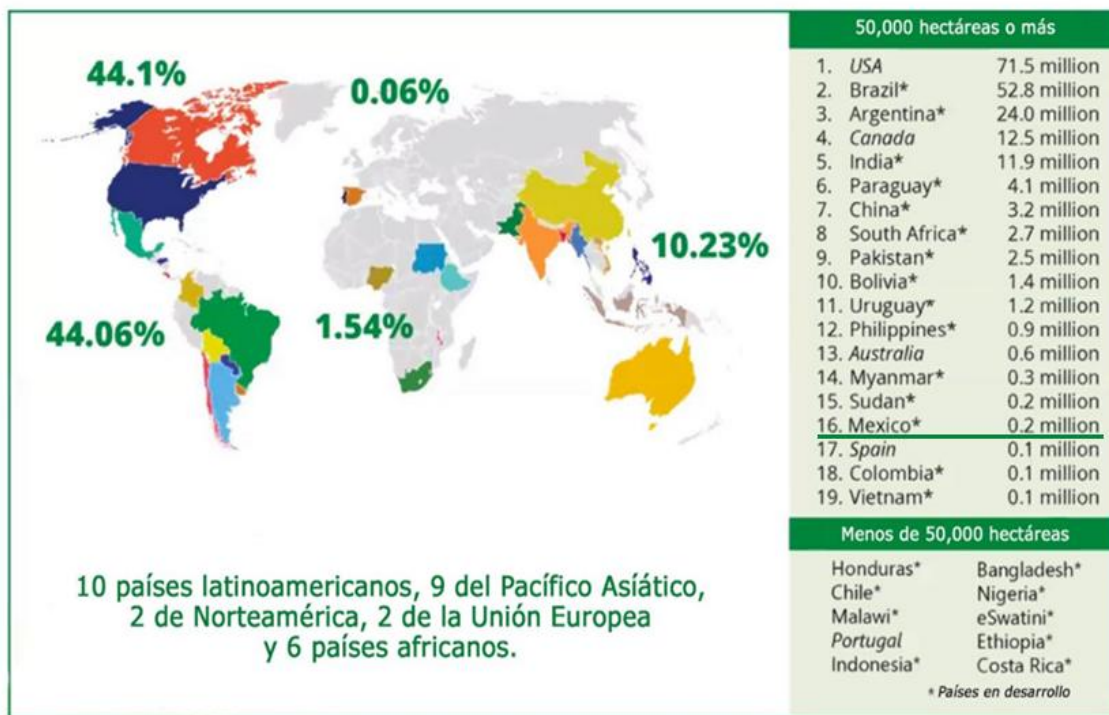 44.1%
0.06%
10.23%
44.06%
1.54%
10 países latinoamericanos, 9 del Pacífico Asíático,
2 de Norteamérica, 2 de la Unión Europea
y 6 países africanos.
50,000 hectáreas o más
1. USA 71.5 million
2. Brazil* 52.8 million
3. Argentina* 24.0 million
4. Canada 12.5 million
5. India* 11.9 million
6. Paraguay* 4.1 million
7. China* 3.2 million
8 South Africa* 2.7 million
9. Pakistan* 2.5 million
10. Bolivia* 1.4 million
11. Uruguay* 1.2 million
12. Philippines* 0.9 million
13. Australia 0.6 million
14. Myanmar* 0.3 million
15. Sudan* 0.2 million
16. Mexico* 0.2 million
17. Spain 0.1 million
18. Colombia* 0.1 million
19. Vietnam* 0.1 million
Menos de 50,000 hectáreas
Honduras* Bangladesh*
Chile* Nigeria*
Malawi* eSwatini*
Portugal Ethiopia*
Indonesia* Costa Rica*
* Países en desarrollo